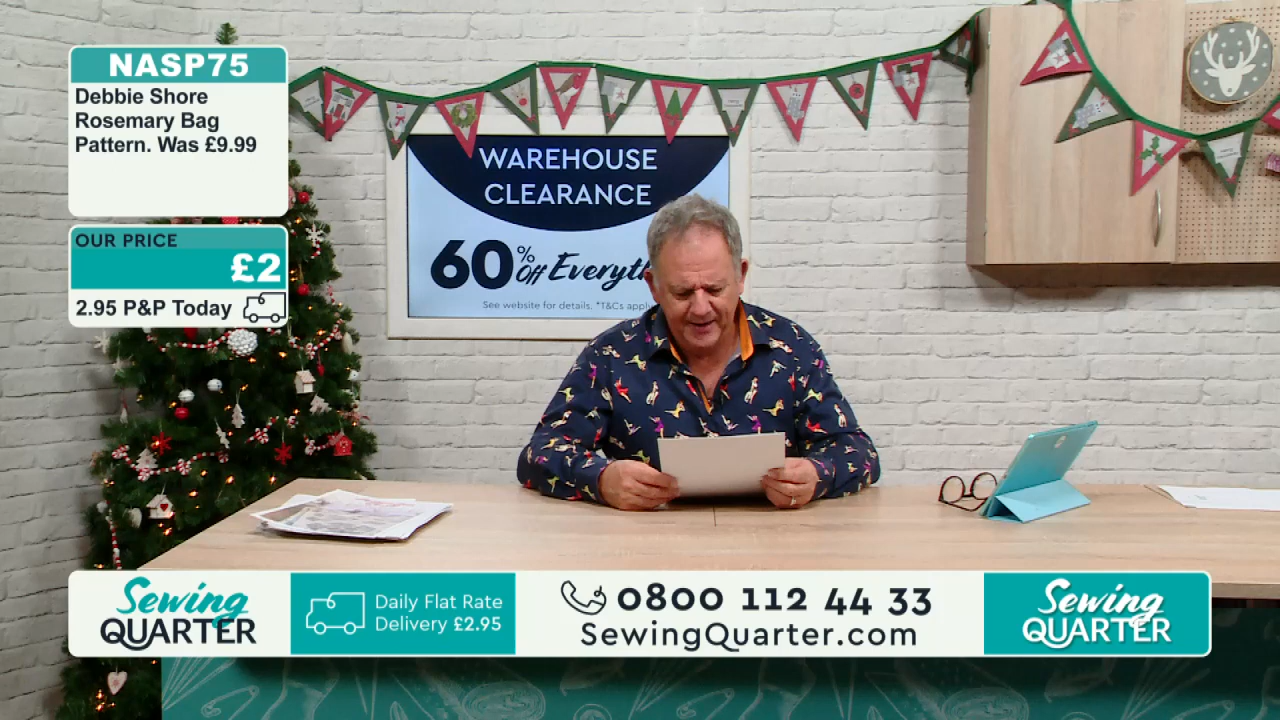 NASP75
Debbie Shore
Rosemary Bag
Pattern. Was £9.99
OUR PRICE
£2
2.95 P&P Today
WAREHOUSE
CLEARANCE
60% Off Everyth
See website for details. *T&Cs apply
Sewing
QUARTER
Daily Flat Rate
Delivery £2.95
0800 112 44 33
SewingQuarter.com
Sewing
QUARTER